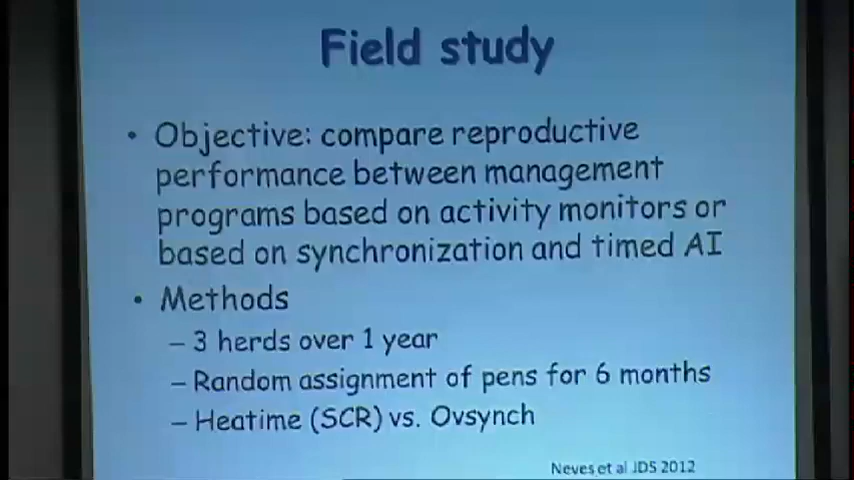 Field study
• Objective: compare reproductive
performance between management
programs based on activity monitors or
based on synchronization and timed AI
• Methods
– 3 herds over 1 year
– Random assignment of pens for 6 months
– Heatime (SCR) vs. Ovsynch
Neves et al JDS 2012